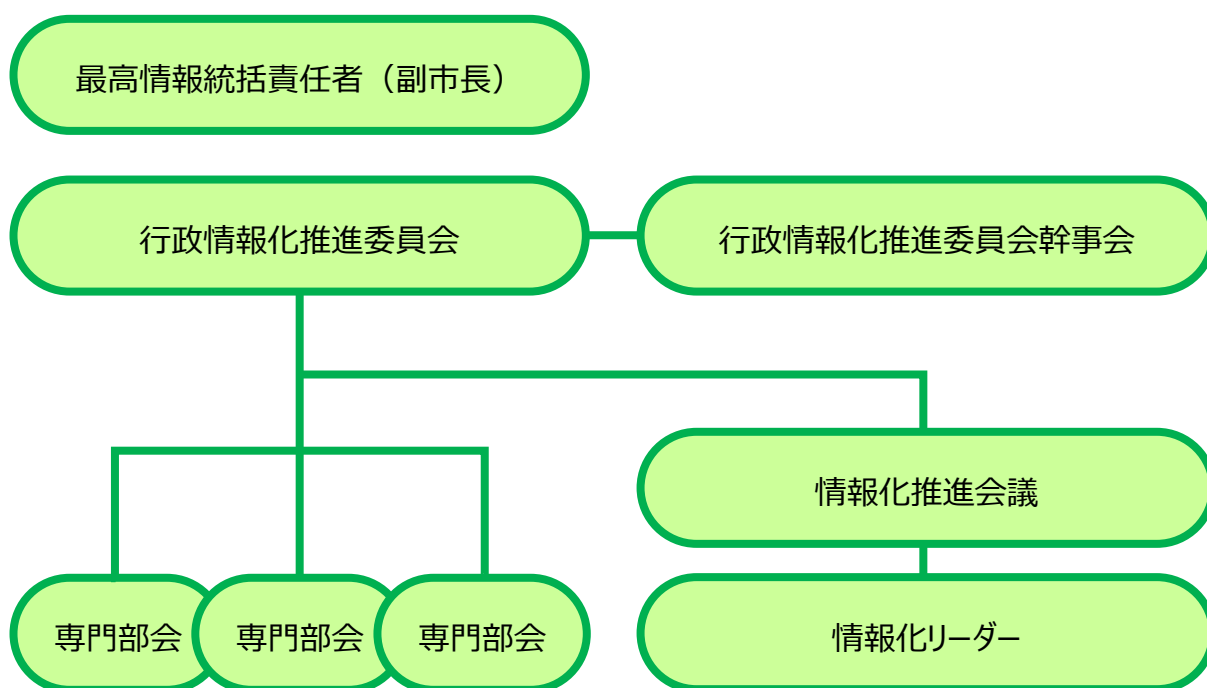 最高情報統括責任者（副市長）
行政情報化推進委員会
行政情報化推進委員会幹事会
情報化推進会議
専門部会
専門部会
専門部会
情報化リーダー